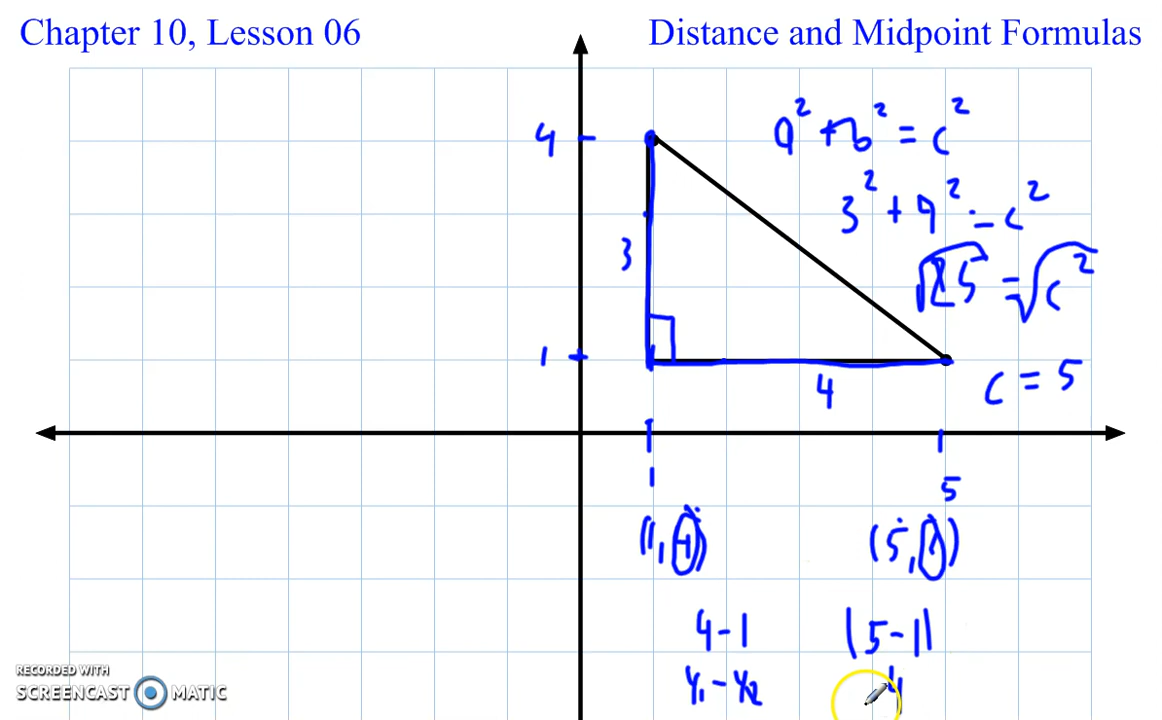 Chapter 10, Lesson 06
Distance and Midpoint Formulas
a² + b² = c²
4
3² + 4² = c²
3
√25 = √c²
1
4
c = 5
1
5
(1, 4)
(5, 1)
4 - 1
|5 - 1|
y₁ - y₂
4
RECORDED WITH
SCREENCAST MATIC